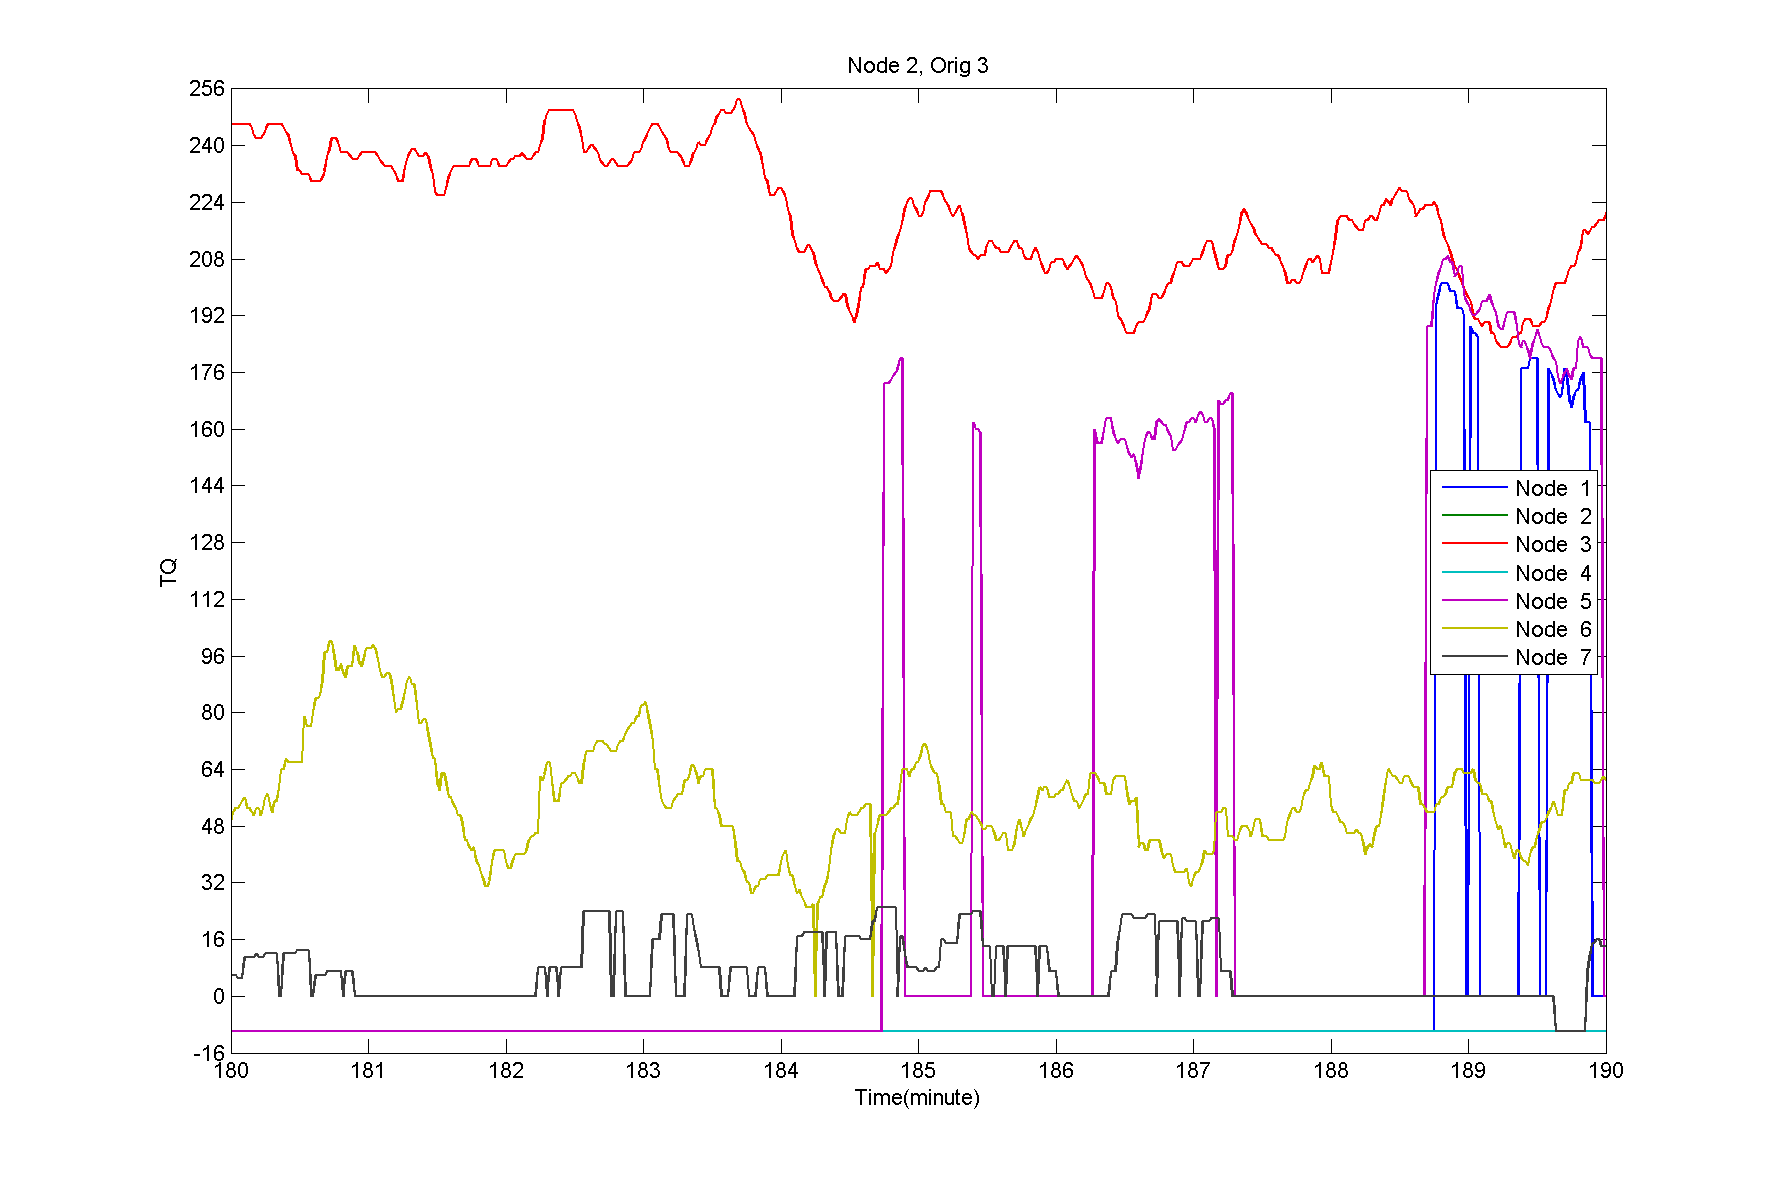 Node 2, Orig 3
256
240
224
208
192
176
160
144
128
112
96
80
64
48
32
16
0
-16
TQ
Node 1
Node 2
Node 3
Node 4
Node 5
Node 6
Node 7
180 181 182 183 184 185 186 187 188 189 190
Time(minute)